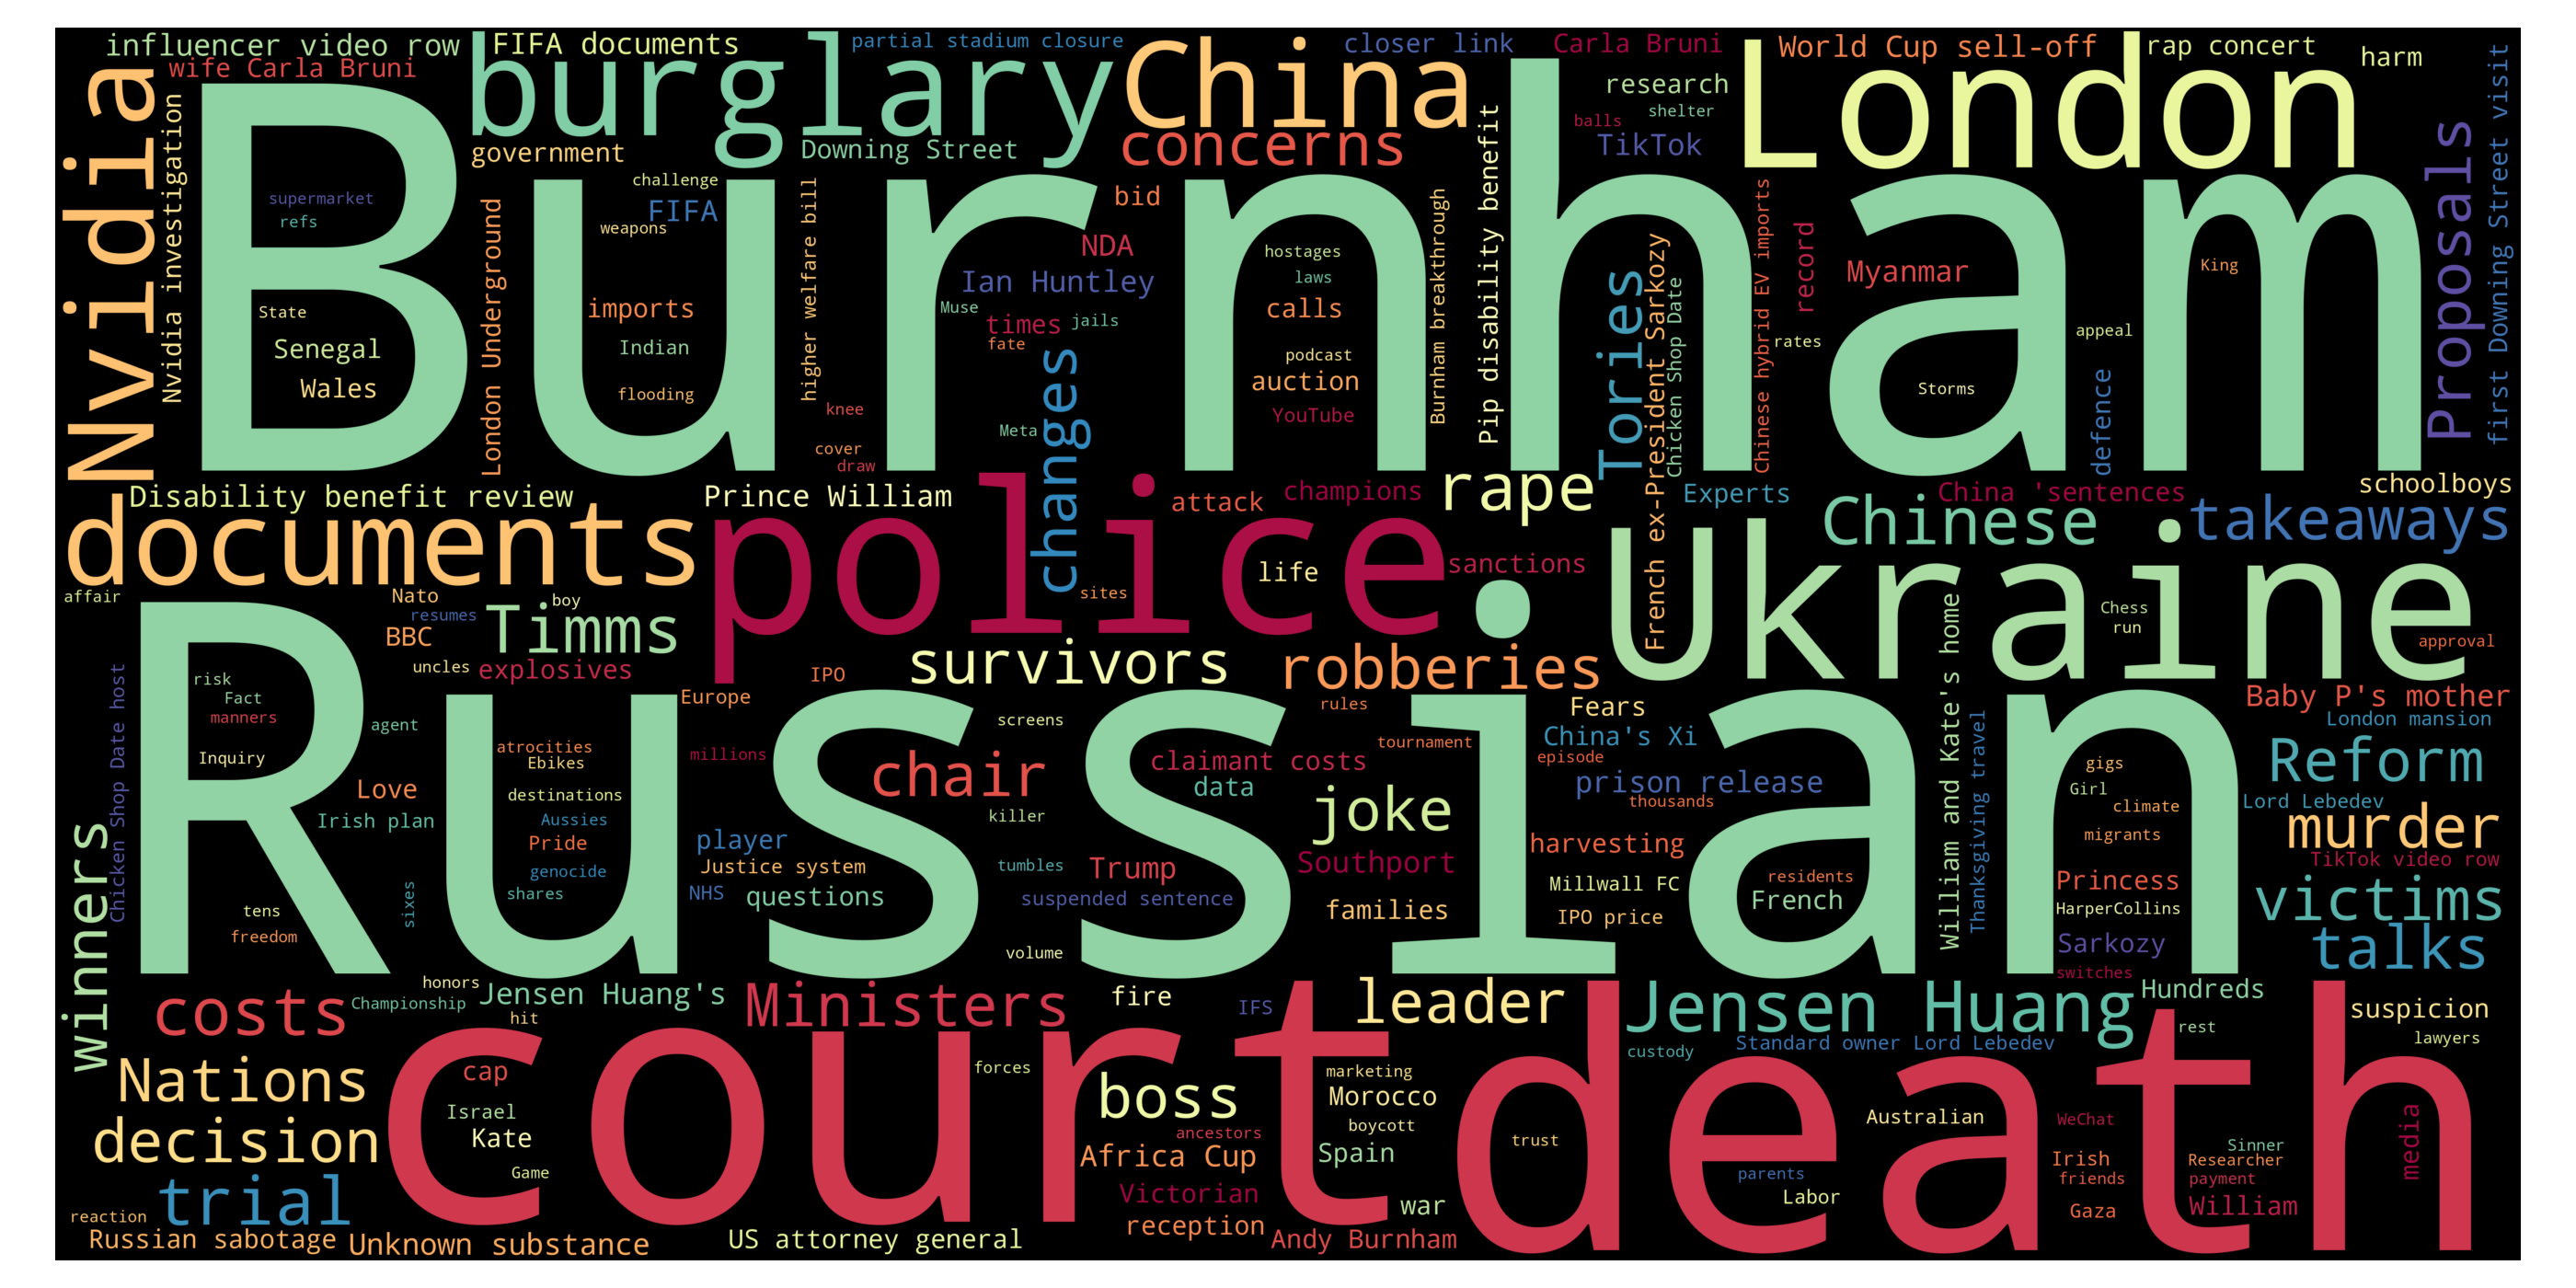 influencer video row
FIFA documents
partial stadium closure
closer link
Carla Bruni
World Cup sell-off
rap concert
harm
wife Carla Bruni
burglary
China
London
research
shelter
balls
TikTok
first Downing Street visit
Nvidia
Nvidia investigation
government
Downing Street
concerns
Burnham
supermarket
refs
State
Senegal
Wales
London Underground
challenge
FIFA
weapons
imports
Indian
flooding
higher welfare bill
knee
cover
draw
bid
NDA
Ian Huntley
Muse
times
jails
fate
Meta
changes
hostages
laws
calls
podcast
auction
YouTube
Burnham breakthrough
Pip disability benefit
Tories
French ex-President Sarkozy
Chicken Shop Date
Chinese hybrid EV imports
record
rates
Myanmar
Storms
appeal
defence
King
Proposals
Disability benefit review
Prince William
attack
champions
rape
Experts
China 'sentences
schoolboys
documents
police
Chinese
takeaways
sanctions
life
sites
Ukraine
affair
Nato
resumes
boy
BBC
Timms
uncles
explosives
survivors
robberies
IPO
Europe
Chess
run
approval
William and Kate's home
Russian
risk
Fact
manners
Inquiry
agent
Love
Irish plan
atrocities
Ebikes
destinations
Aussies
Pride
genocide
shares
sixes
tens
freedom
Chicken Shop Date host
winners
millions
player
Justice system
NHS
questions
screens
chair
killer
tumbles
Trump
suspended sentence
volume
claimant costs
data
rules
tournament
joke
Southport
families
Fears
China's Xi
episode
prison release
thousands
harvesting
Millwall FC
IPO price
residents
French
Thanksgiving travel
gigs
Girl
climate
migrants
Princess
HarperCollins
Sarkozy
switches
Baby P's mother
London mansion
Reform
Lord Lebedev
murder
TikTok video row
victims
talks
honors
costs
Championship
Jensen Huang's
hit
Ministers
fire
IFS
leader
Jensen Huang
Hundreds
suspicion
rest
lawyers
custody
Standard owner Lord Lebedev
Nations
court
death
cap
Israel
Kate
Game
forces
boss
ancestors
Africa Cup
Victorian
reception
marketing
Morocco
boycott
Spain
war
trust
parents
Australian
Labor
WeChat
Irish
friends
Gaza
Sinner
Researcher
payment
William
media
decision
trial
reaction
Russian sabotage
Unknown substance
US attorney general
Andy Burnham